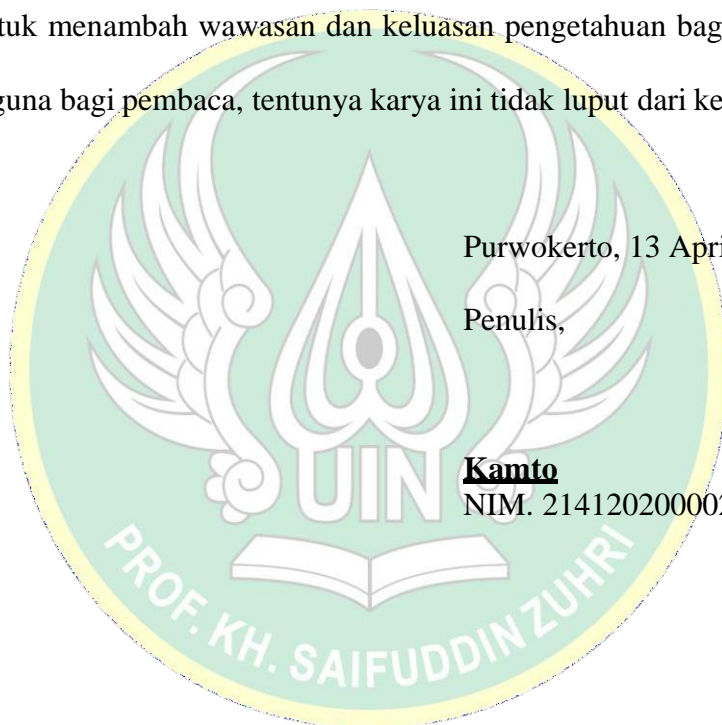 tuk menambah wawasan dan keluasan pengetahuan bag
guna bagi pembaca, tentunya karya ini tidak luput dari ke
Purwokerto, 13 Apri
Penulis,
Kamto
NIM. 21412020000
UIN
PROF. KH. SAIFUDDIN ZUHRI